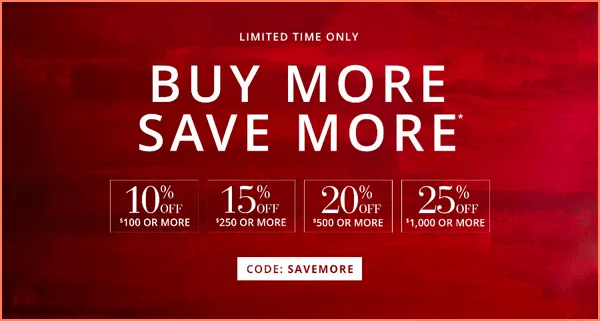 LIMITED TIME ONLY
BUY MORE
SAVE MORE*
10% OFF
$100 OR MORE
15% OFF
$250 OR MORE
20% OFF
$500 OR MORE
25% OFF
$1,000 OR MORE
CODE: SAVEMORE